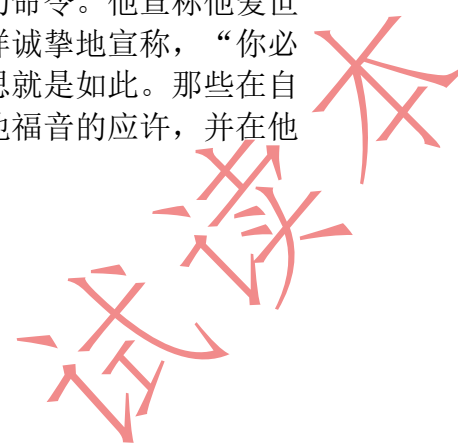 命令。他宣称他爱世
诚挚地宣称，“你必
就是如此。那些在自
福音的应许，并在他
试读本